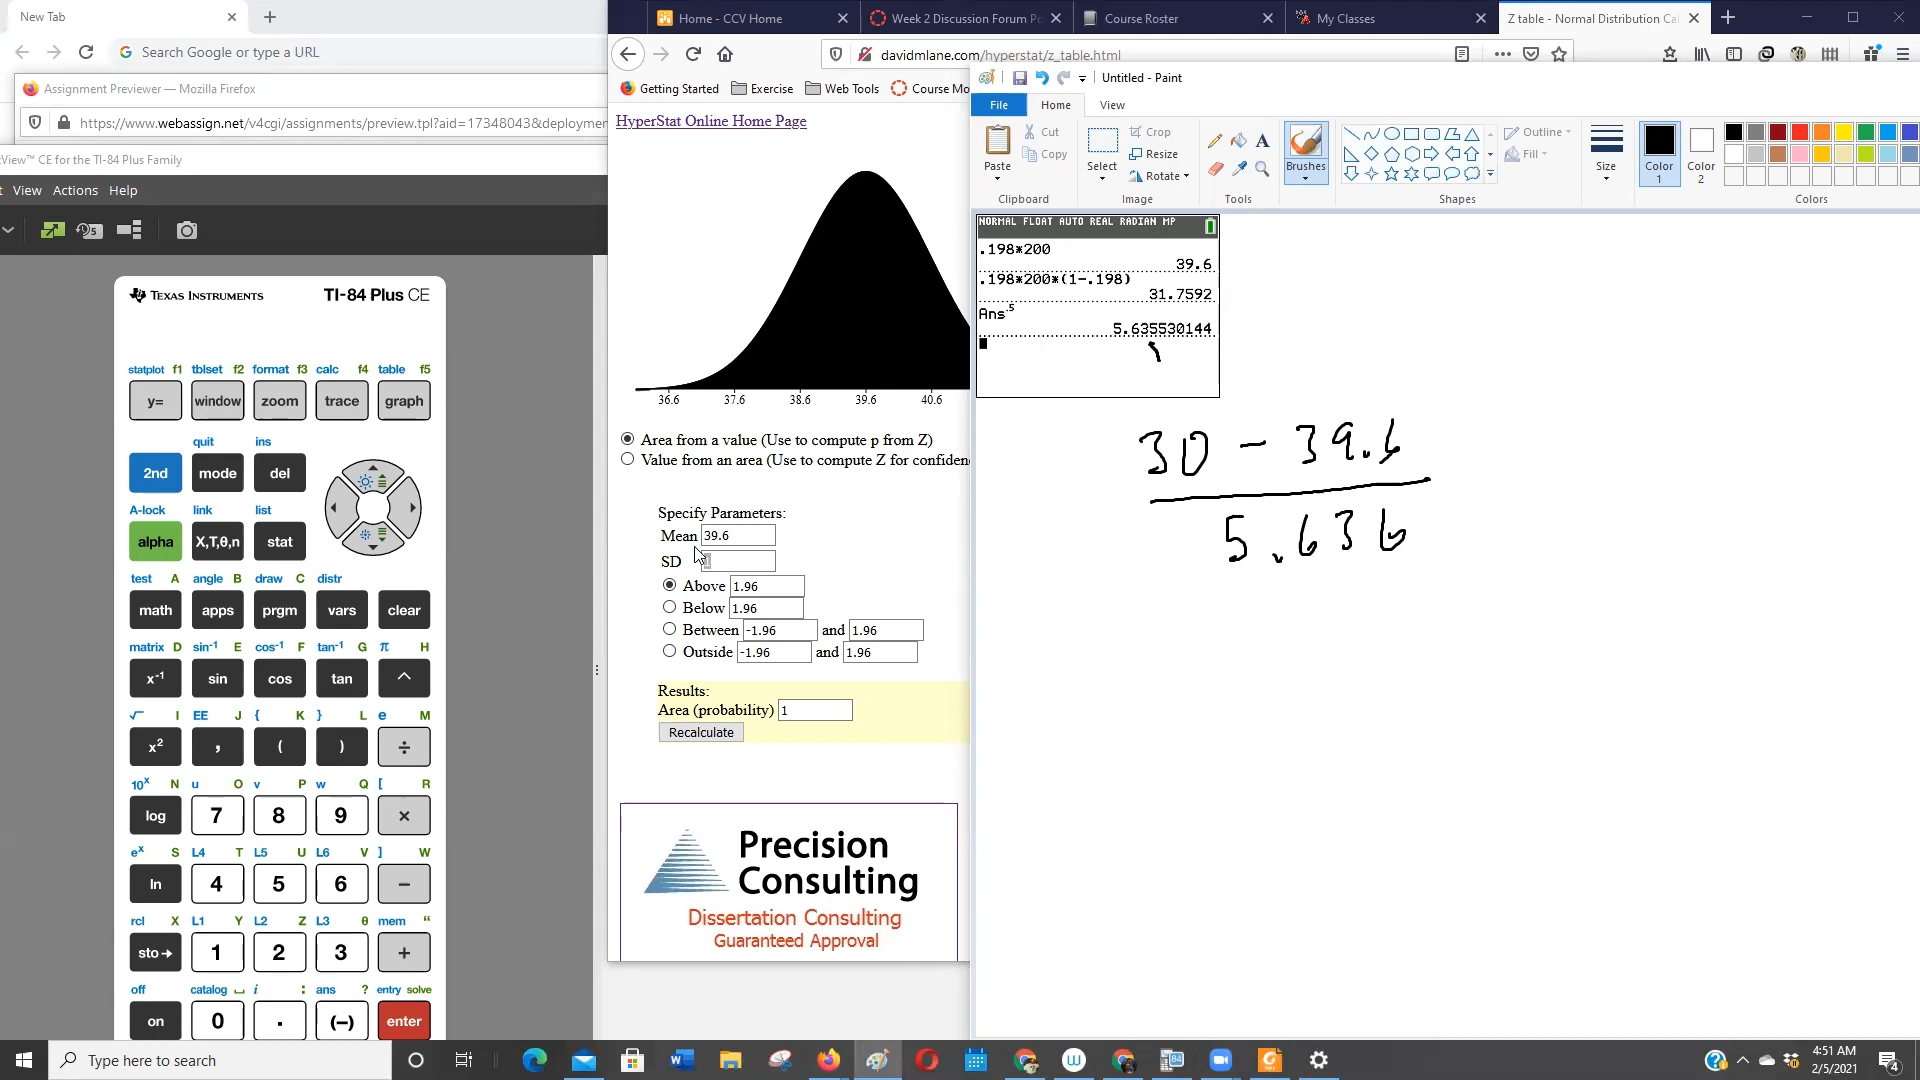 New Tab
Search Google or type a URL
Assignment Previewer — Mozilla Firefox
https://www.webassign.net/v4cgi/assignments/preview.tpl?aid=17348043&deploymen
View™ CE for the TI-84 Plus Family
View Actions Help
TEXAS INSTRUMENTS TI-84 Plus CE
statplot f1 tblset f2 format f3 calc f4 table f5
y= window zoom trace graph
quit ins
2nd mode del
A-lock link list
alpha X,T,θ,n stat
test A angle B draw C distr
math apps prgm vars clear
matrix D sin-1 E cos-1 F tan-1 G π H
x-1 sin cos tan ^
√ I EE J { K } L e M
x2 , ( ) ÷
10x N u O v P w Q [ R
log 7 8 9 ×
ex S L4 T L5 U L6 V ] W
ln 4 5 6 −
rcl X L1 Y L2 Z L3 θ mem “
sto→ 1 2 3 +
off catalog i : ans ? entry solve
on 0 . (−) enter
Home - CCV Home
Week 2 Discussion Forum Po
Course Roster
My Classes
Z table - Normal Distribution Cal
davidmlane.com/hyperstat/z_table.html
Getting Started Exercise Web Tools Course Mo
HyperStat Online Home Page
36.6 37.6 38.6 39.6 40.6
Area from a value (Use to compute p from Z)
Value from an area (Use to compute Z for confiden
Specify Parameters:
Mean 39.6
SD
Above 1.96
Below 1.96
Between -1.96 and 1.96
Outside -1.96 and 1.96
Results:
Area (probability) 1
Recalculate
Precision
Consulting
Dissertation Consulting
Guaranteed Approval
Untitled - Paint
File Home View
Paste Cut Copy
Clipboard
Select Crop Resize Rotate
Image
Tools
Brushes
Outline Fill
Shapes
Size
Color 1 Color 2
Colors
NORMAL FLOAT AUTO REAL RADIAN MP
.198*200
39.6
.198*200*(1-.198)
31.7592
Ans.5
5.635530144
30 - 39.6
5.636
Type here to search
4:51 AM
2/5/2021
4